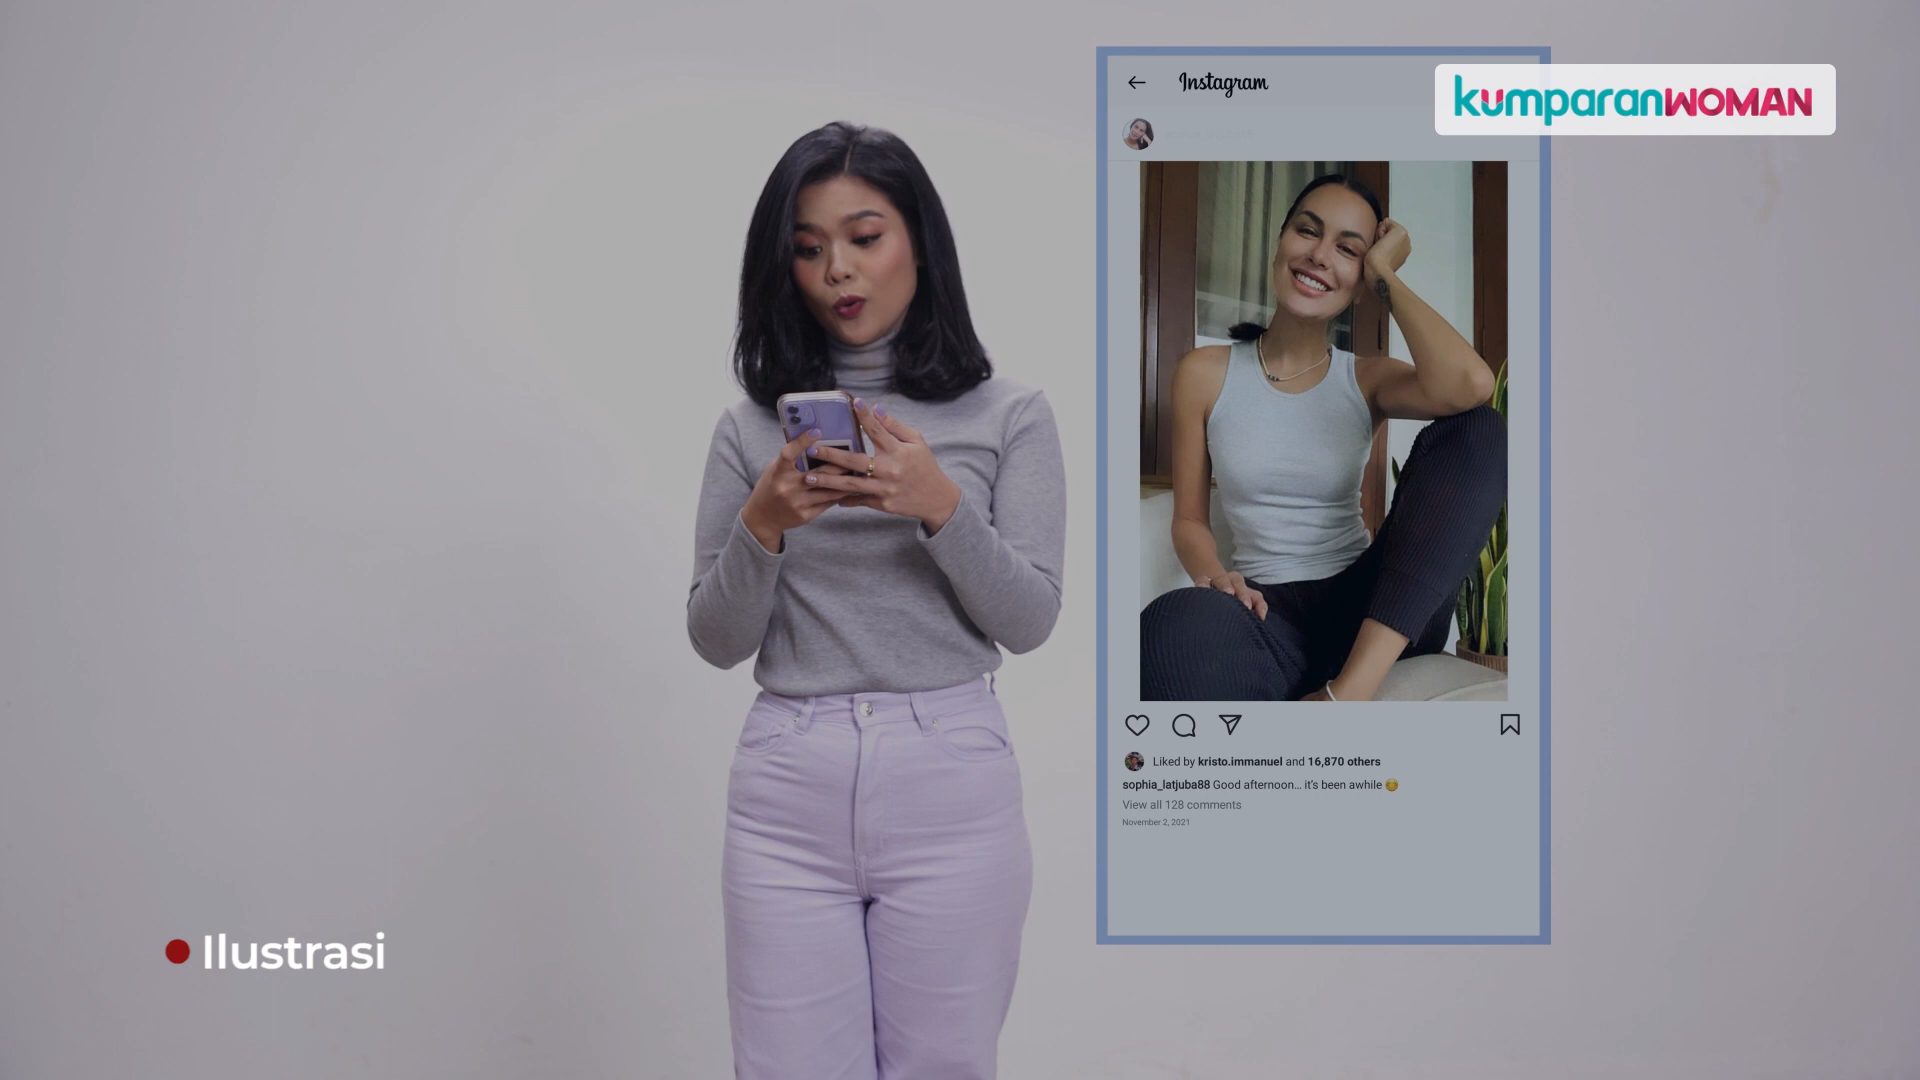 Instagram
kumparanWOMAN
Liked by kristo.immanuel and 16,870 others
sophia_latjuba88 Good afternoon... it's been awhile 😊
View all 128 comments
November 2, 2021
Ilustrasi